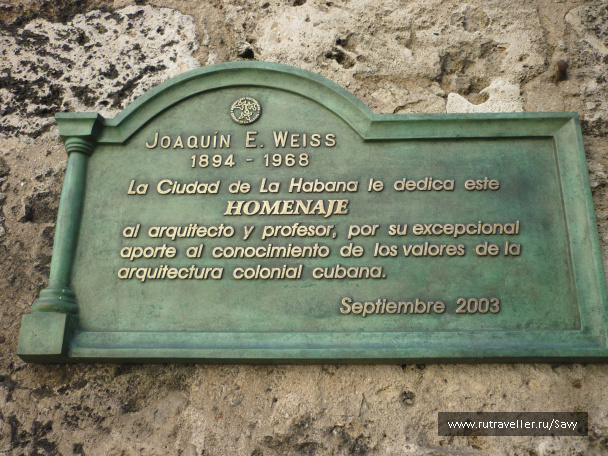 JOAQUÍN E. WEISS
1894 - 1968
La Ciudad de La Habana le dedica este
HOMENAJE
al arquitecto y profesor, por su excepcional
aporte al conocimiento de los valores de la
arquitectura colonial cubana.
Septiembre 2003
www.rutraveller.ru/Savy